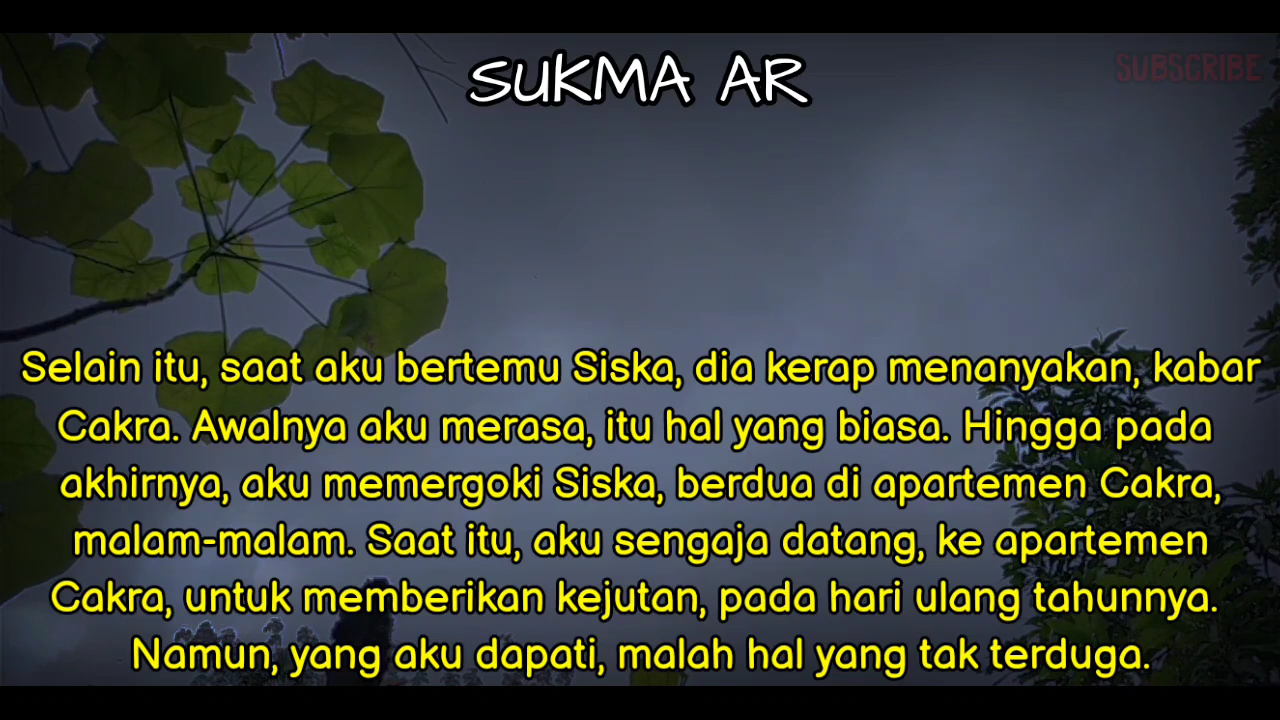 SUKMA AR
SUBSCRIBE
Selain itu, saat aku bertemu Siska, dia kerap menanyakan, kabar
Cakra. Awalnya aku merasa, itu hal yang biasa. Hingga pada
akhirnya, aku memergoki Siska, berdua di apartemen Cakra,
malam-malam. Saat itu, aku sengaja datang, ke apartemen
Cakra, untuk memberikan kejutan, pada hari ulang tahunnya.
Namun, yang aku dapati, malah hal yang tak terduga.